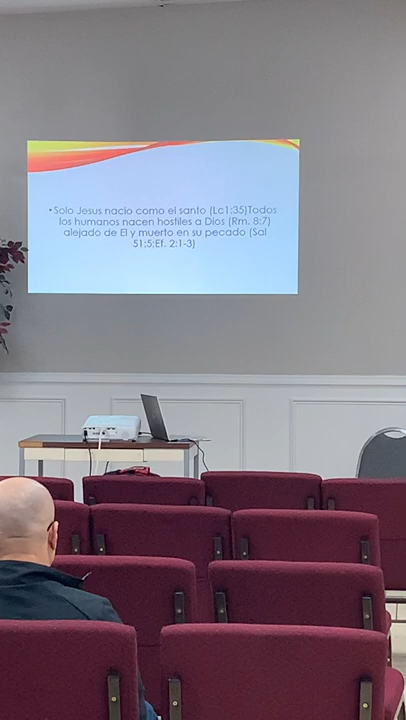 •Solo Jesus nacio como el santo (Lc1:35)Todos
los humanos nacen hostiles a Dios (Rm. 8:7)
alejado de El y muerto en su pecado (Sal
51:5:Ef. 2:1-3)